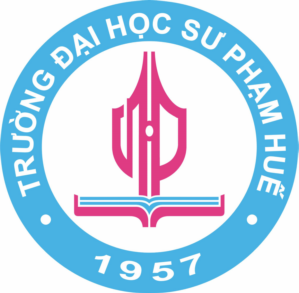 TRƯỜNG ĐẠI HỌC SƯ PHẠM HUẾ
1957